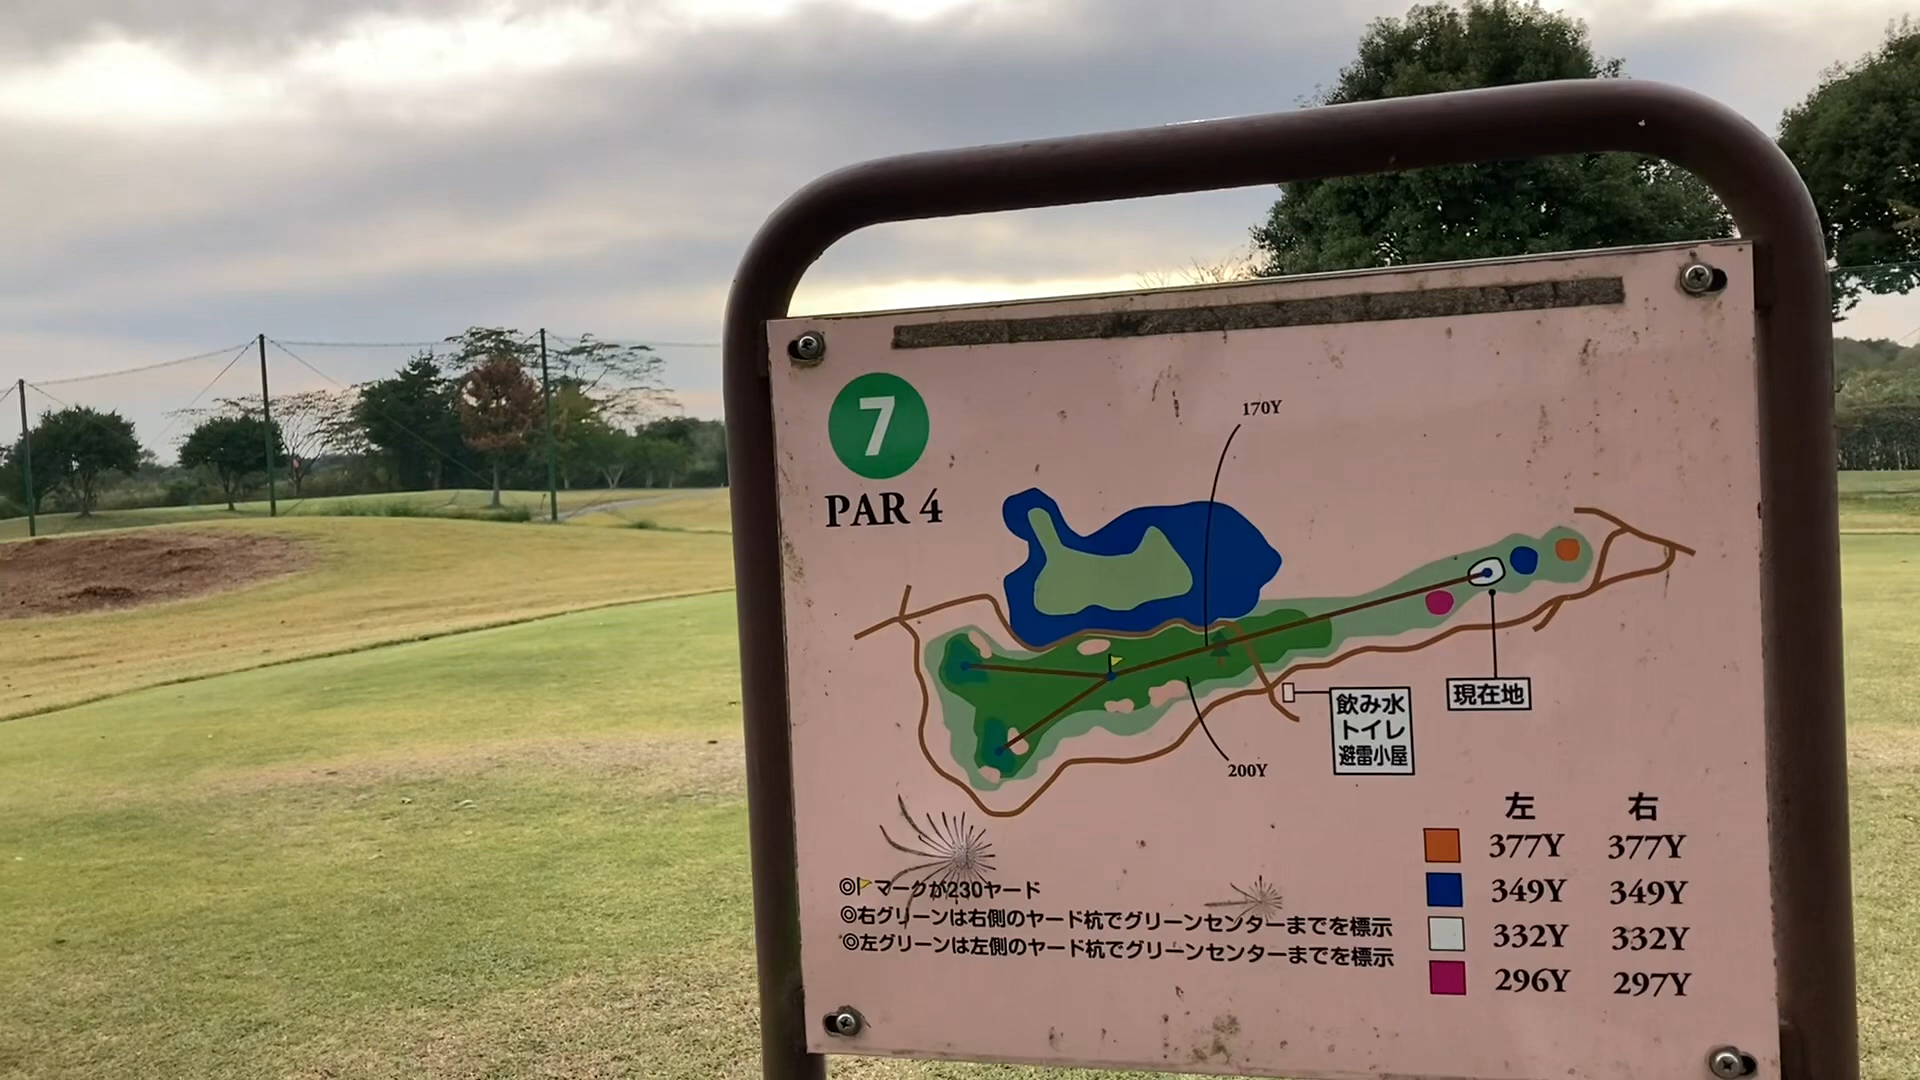 7
PAR 4
170Y
200Y
現在地
飲み水
トイレ
避雷小屋
左 右
377Y 377Y
349Y 349Y
332Y 332Y
296Y 297Y
◎マークが230ヤード
◎右グリーンは右側のヤード杭でグリーンセンターまでを標示
◎左グリーンは左側のヤード杭でグリーンセンターまでを標示